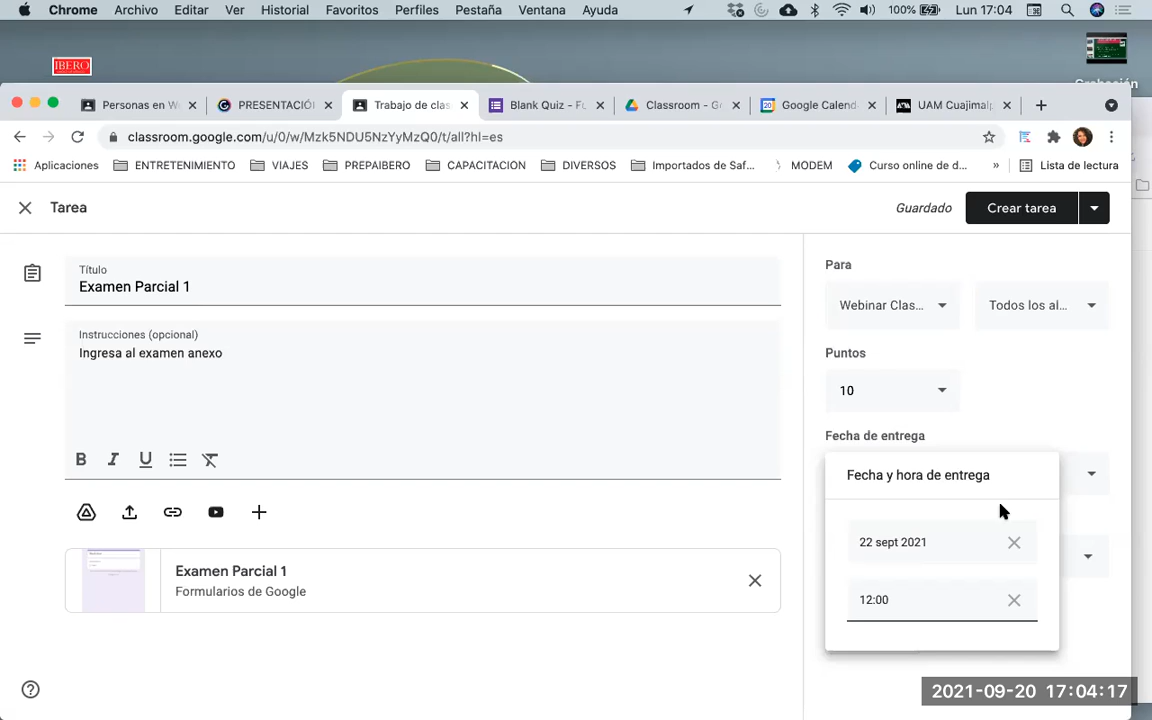 Chrome Archivo Editar Ver Historial Favoritos Perfiles Pestaña Ventana Ayuda 100% Lun 17:04
IBERO
Grabación
Personas en W PRESENTACIÓ Trabajo de clas Blank Quiz - Fo Classroom - Go Google Calend UAM Cuajimalp
classroom.google.com/u/0/w/Mzk5NDU5NzYyMzQ0/t/all?hl=es
Aplicaciones ENTRETENIMIENTO VIAJES PREPAIBERO CAPACITACION DIVERSOS Importados de Saf... MODEM Curso online de d... » Lista de lectura
Tarea Guardado Crear tarea
Título
Examen Parcial 1
Instrucciones (opcional)
Ingresa al examen anexo
B I U
Examen Parcial 1
Formularios de Google
Para
Webinar Clas... Todos los al...
Puntos
10
Fecha de entrega
Fecha y hora de entrega
22 sept 2021
12:00
2021-09-20 17:04:17